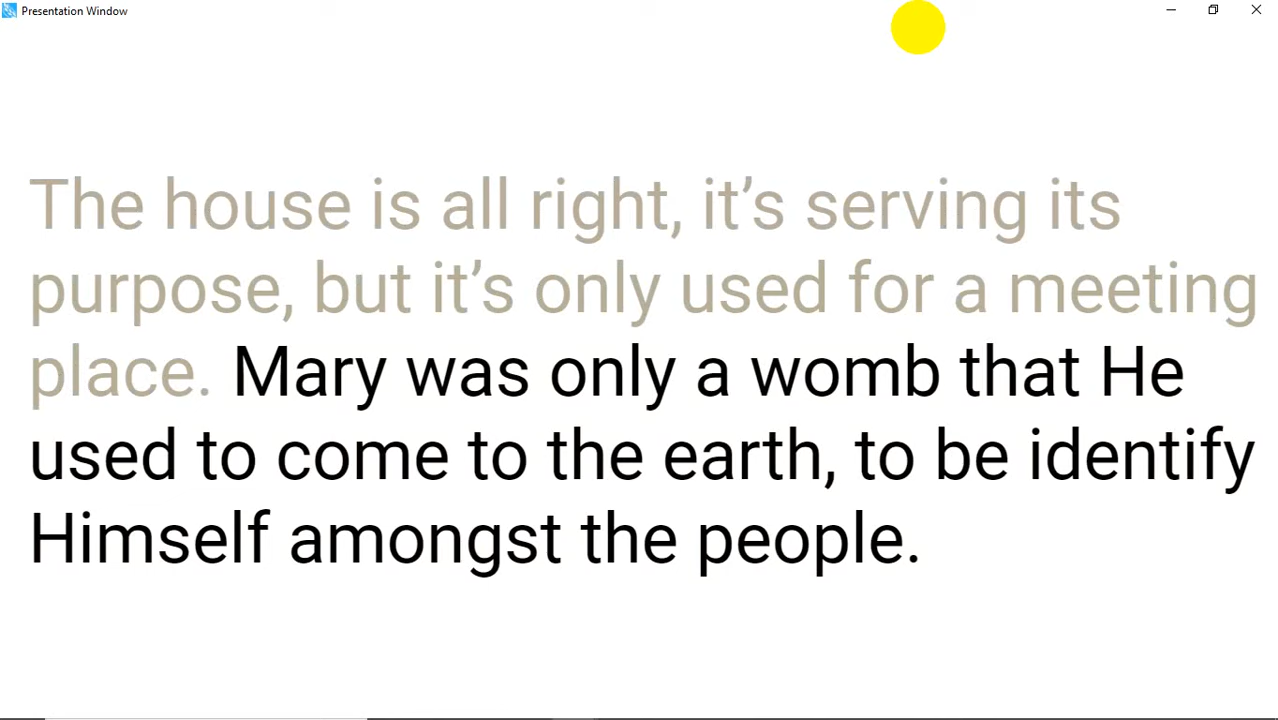 Presentation Window
The house is all right, it’s serving its
purpose, but it’s only used for a meeting
place. Mary was only a womb that He
used to come to the earth, to be identify
Himself amongst the people.